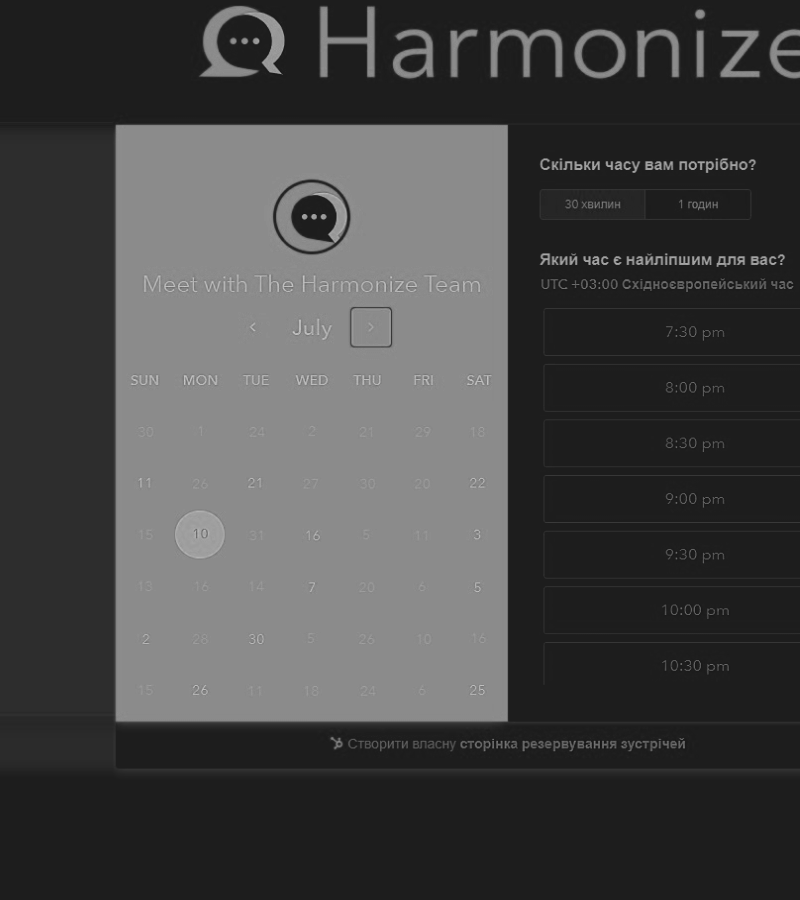 Harmonize
Meet with The Harmonize Team
July
SUN MON TUE WED THU FRI SAT
30 1 24 2 21 29 18
11 26 21 27 30 20 22
15 10 31 16 5 11 3
13 16 14 7 20 6 5
2 28 30 5 26 10 16
15 26 11 18 24 6 25
Скільки часу вам потрібно?
30 хвилин 1 годин
Який час є найліпшим для вас?
UTC +03:00 Східноєвропейський час
7:30 pm
8:00 pm
8:30 pm
9:00 pm
9:30 pm
10:00 pm
10:30 pm
Створити власну сторінка резервування зустрічей